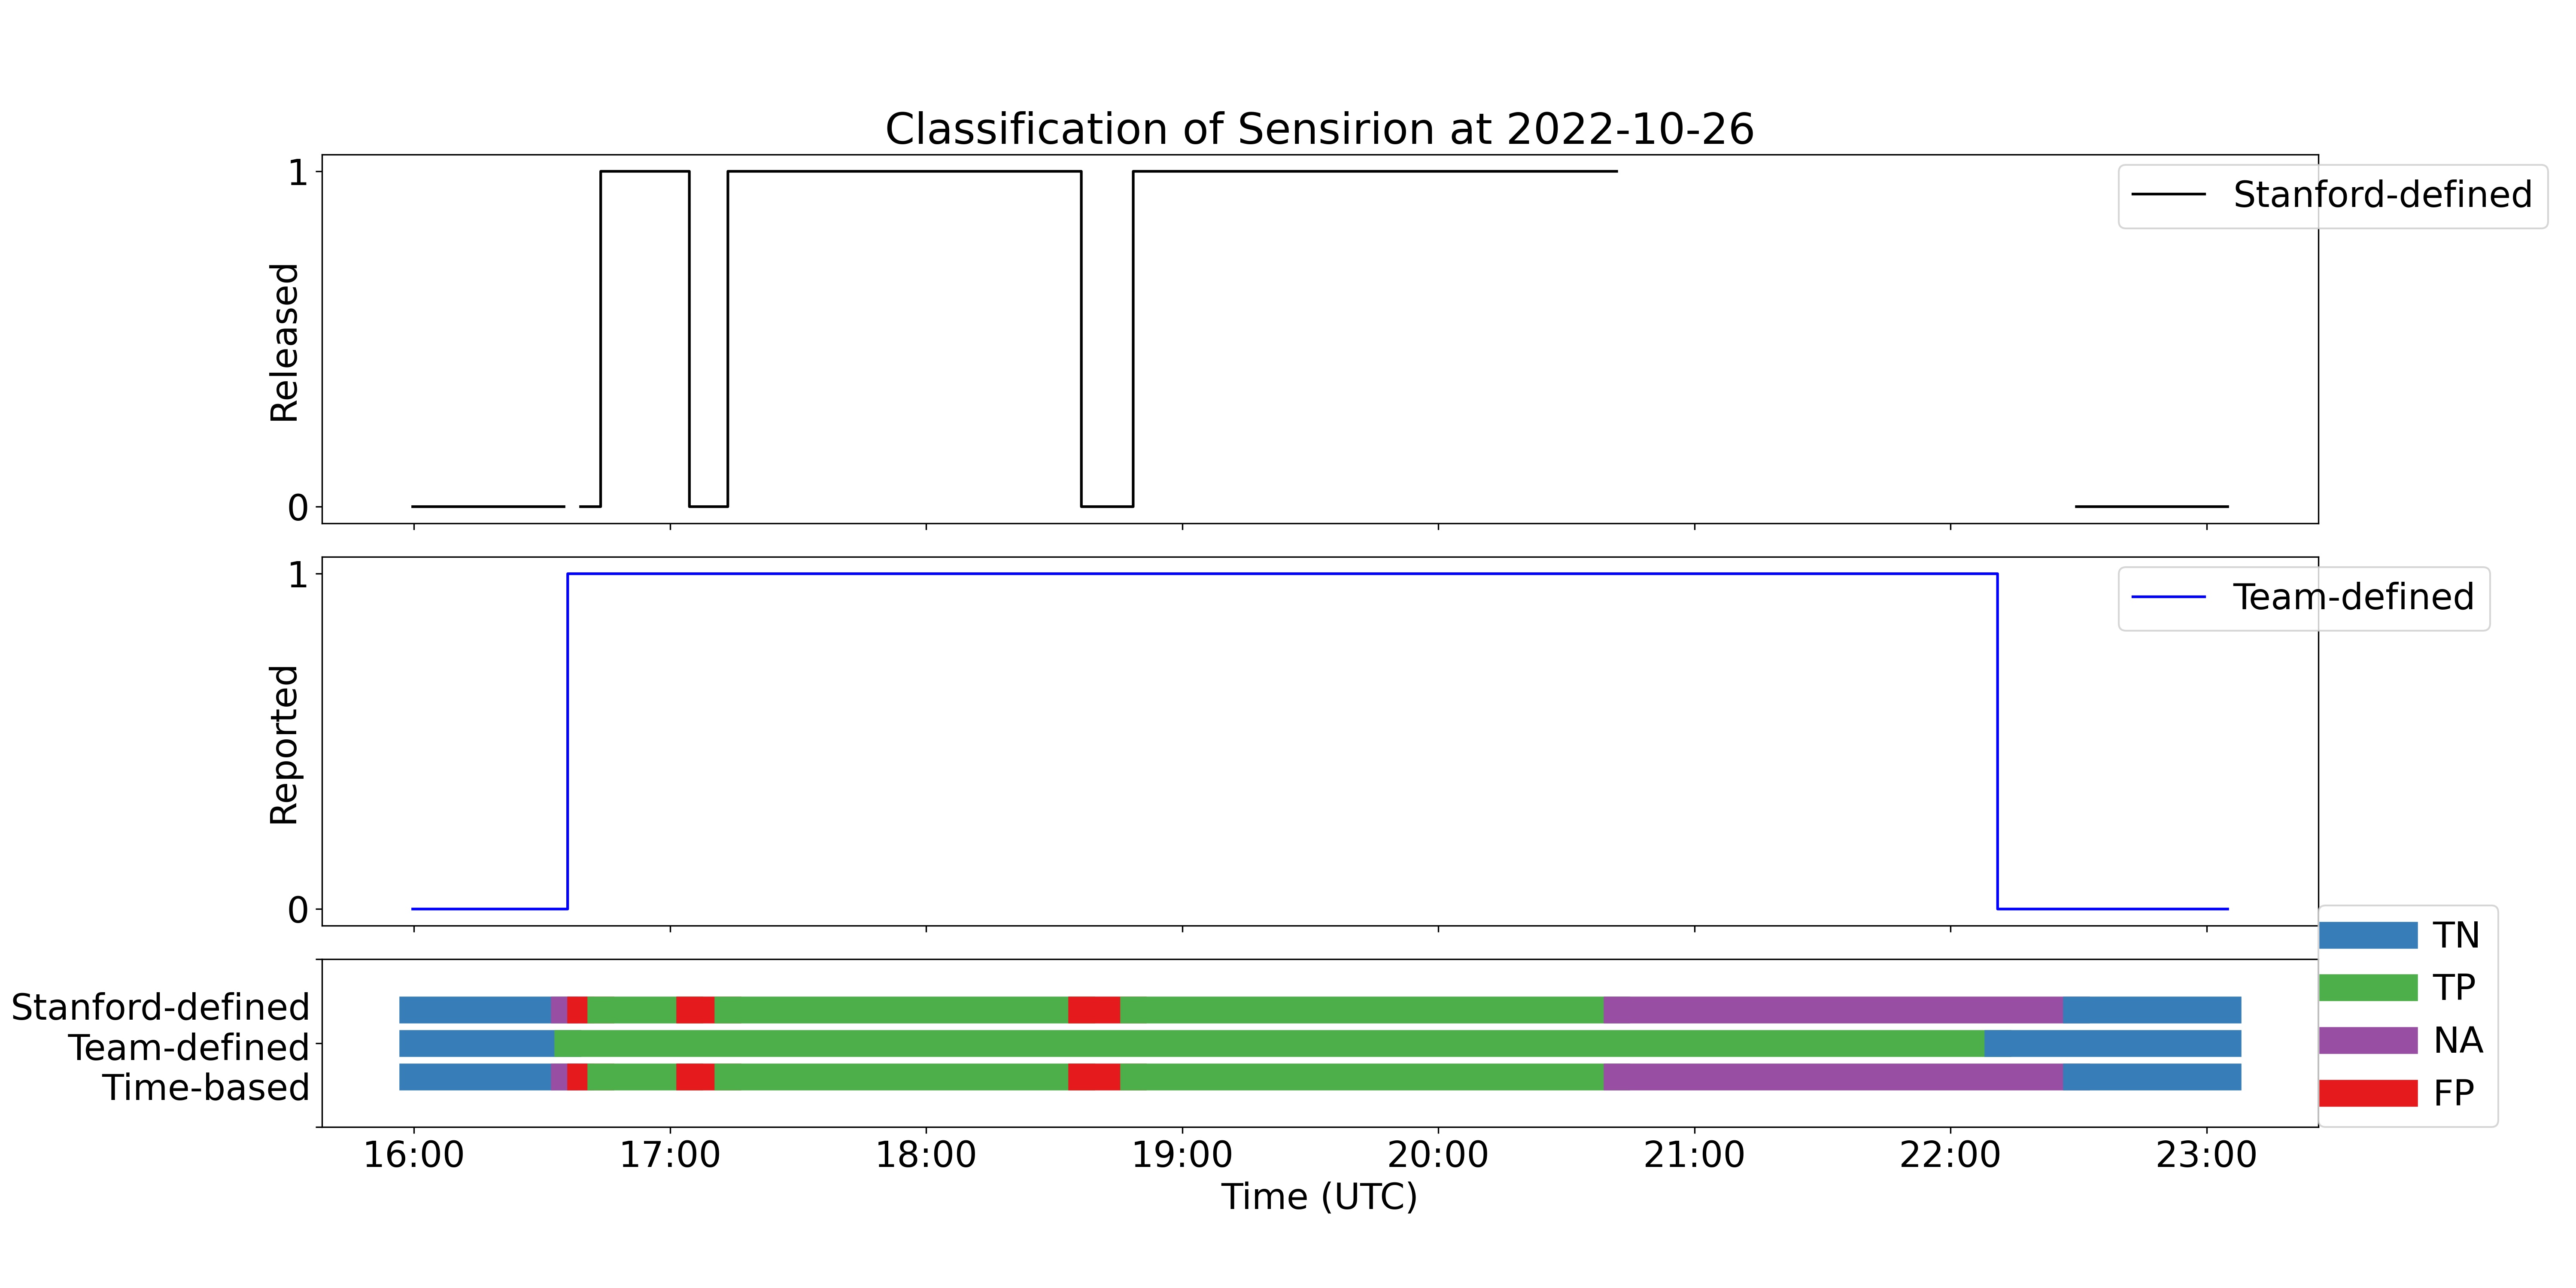 Classification of Sensirion at 2022-10-26
1
Released
0
Stanford-defined
1
Reported
0
Team-defined
Stanford-defined
Team-defined
Time-based
TN
TP
NA
FP
16:00 17:00 18:00 19:00 20:00 21:00 22:00 23:00
Time (UTC)